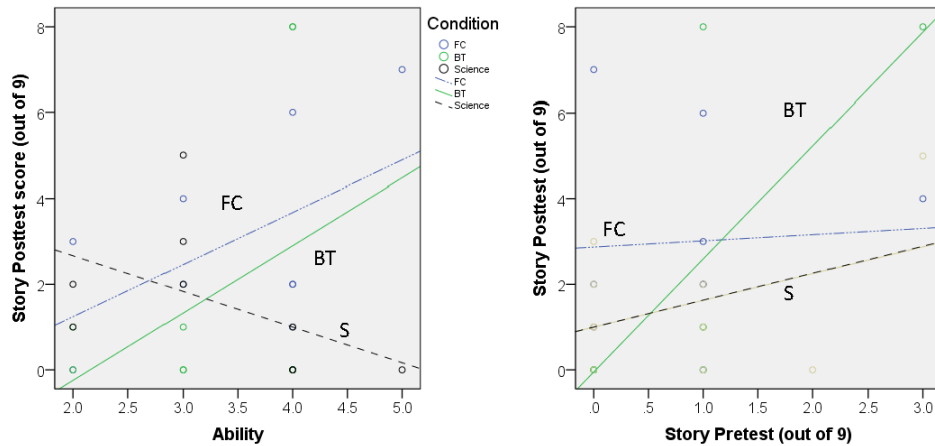 Story Posttest score (out of 9)
8
6
4
2
0
FC
BT
S
2.0 2.5 3.0 3.5 4.0 4.5 5.0
Ability
Condition
FC
BT
Science
FC
BT
Science
Story Posttest (out of 9)
8
6
4
2
0
BT
FC
S
.0 .5 1.0 1.5 2.0 2.5 3.0
Story Pretest (out of 9)